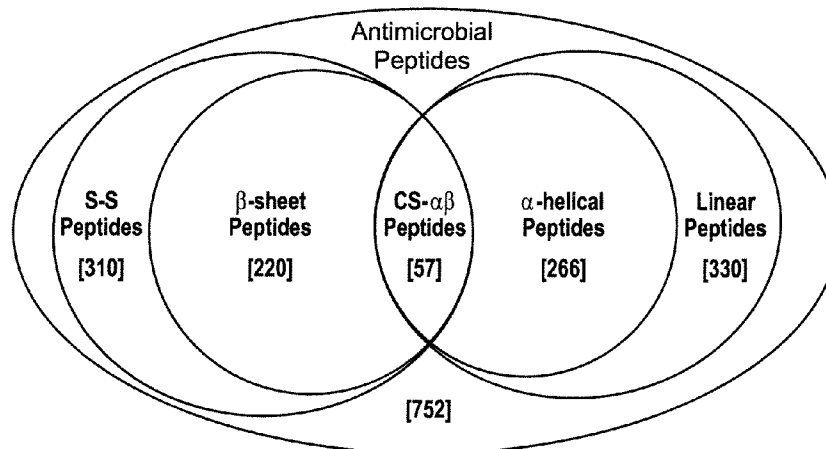 Antimicrobial
Peptides
S-S
Peptides
[310]
β-sheet
Peptides
[220]
CS-αβ
Peptides
[57]
α-helical
Peptides
[266]
Linear
Peptides
[330]
[752]